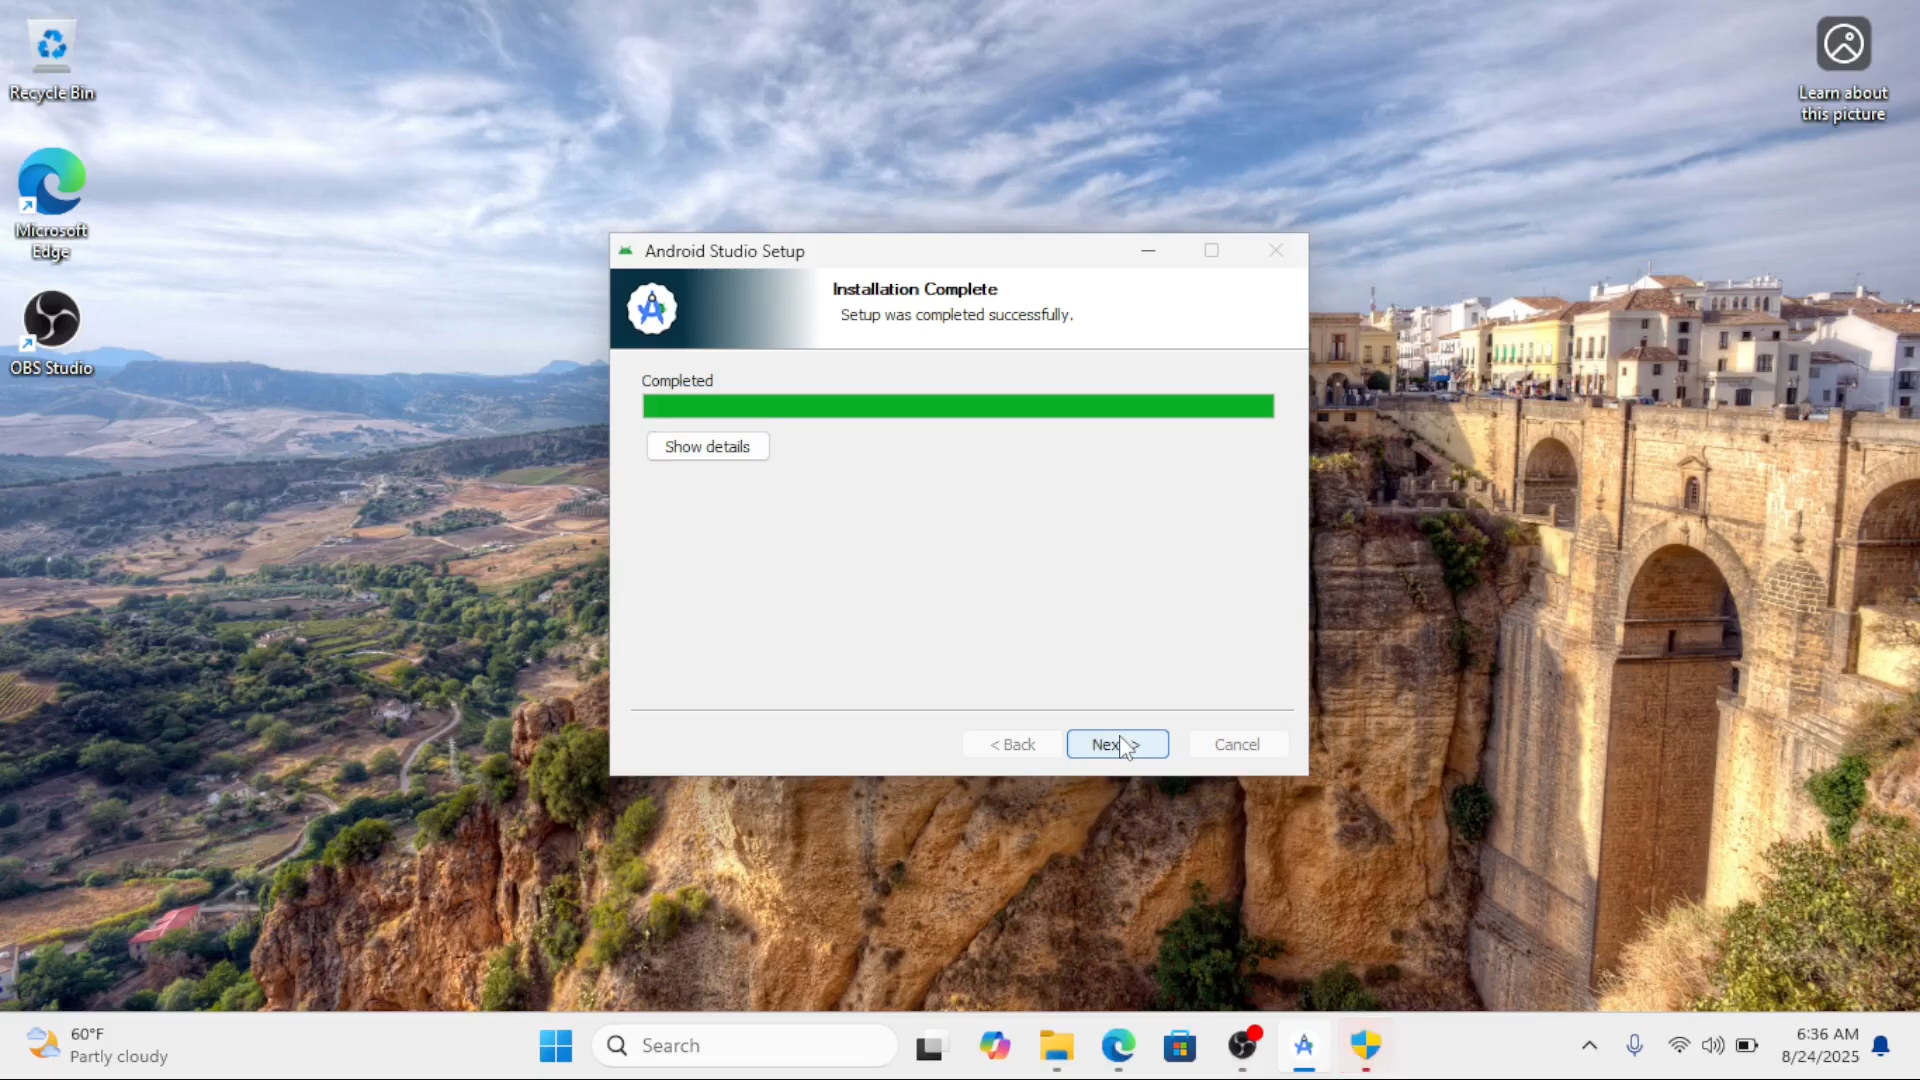 Recycle Bin
Learn about
this picture
Microsoft
Edge
OBS Studio
Android Studio Setup
Installation Complete
Setup was completed successfully.
Completed
Show details
< Back
Next >
Cancel
60°F
Partly cloudy
Search
6:36 AM
8/24/2025